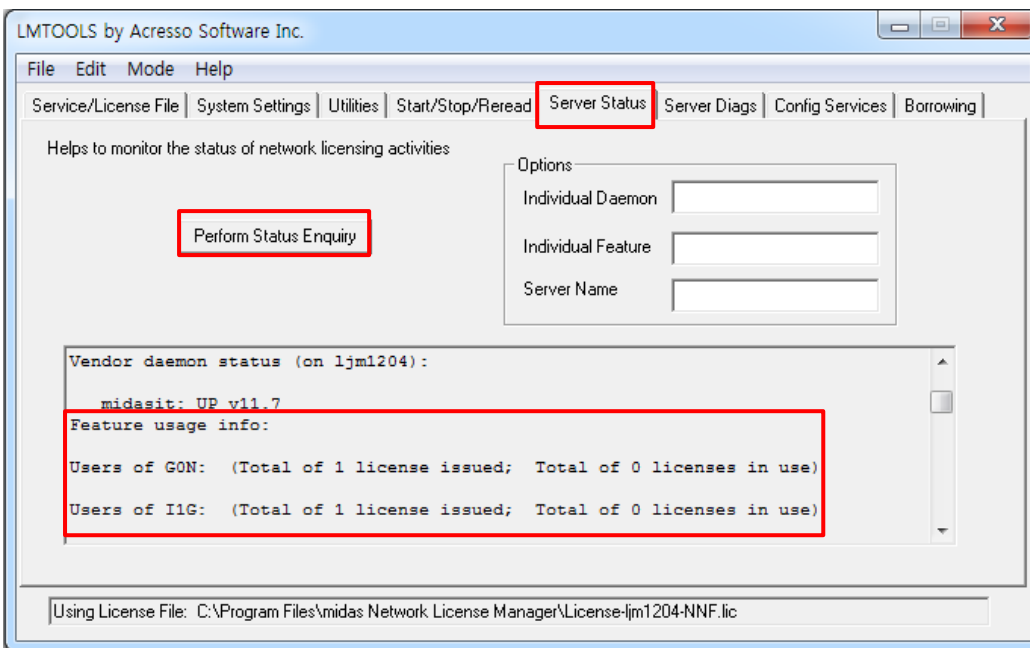 LMTOOLS by Acresso Software Inc.
File Edit Mode Help
Service/License File System Settings Utilities Start/Stop/Reread Server Status Server Diags Config Services Borrowing
Helps to monitor the status of network licensing activities
Options
Individual Daemon
Perform Status Enquiry
Individual Feature
Server Name
Vendor daemon status (on ljm1204):
midasit: UP v11.7
Feature usage info:
Users of G0N: (Total of 1 license issued; Total of 0 licenses in use)
Users of I1G: (Total of 1 license issued; Total of 0 licenses in use)
Using License File: C:\Program Files\midas Network License Manager\License-ljm1204-NNF.lic